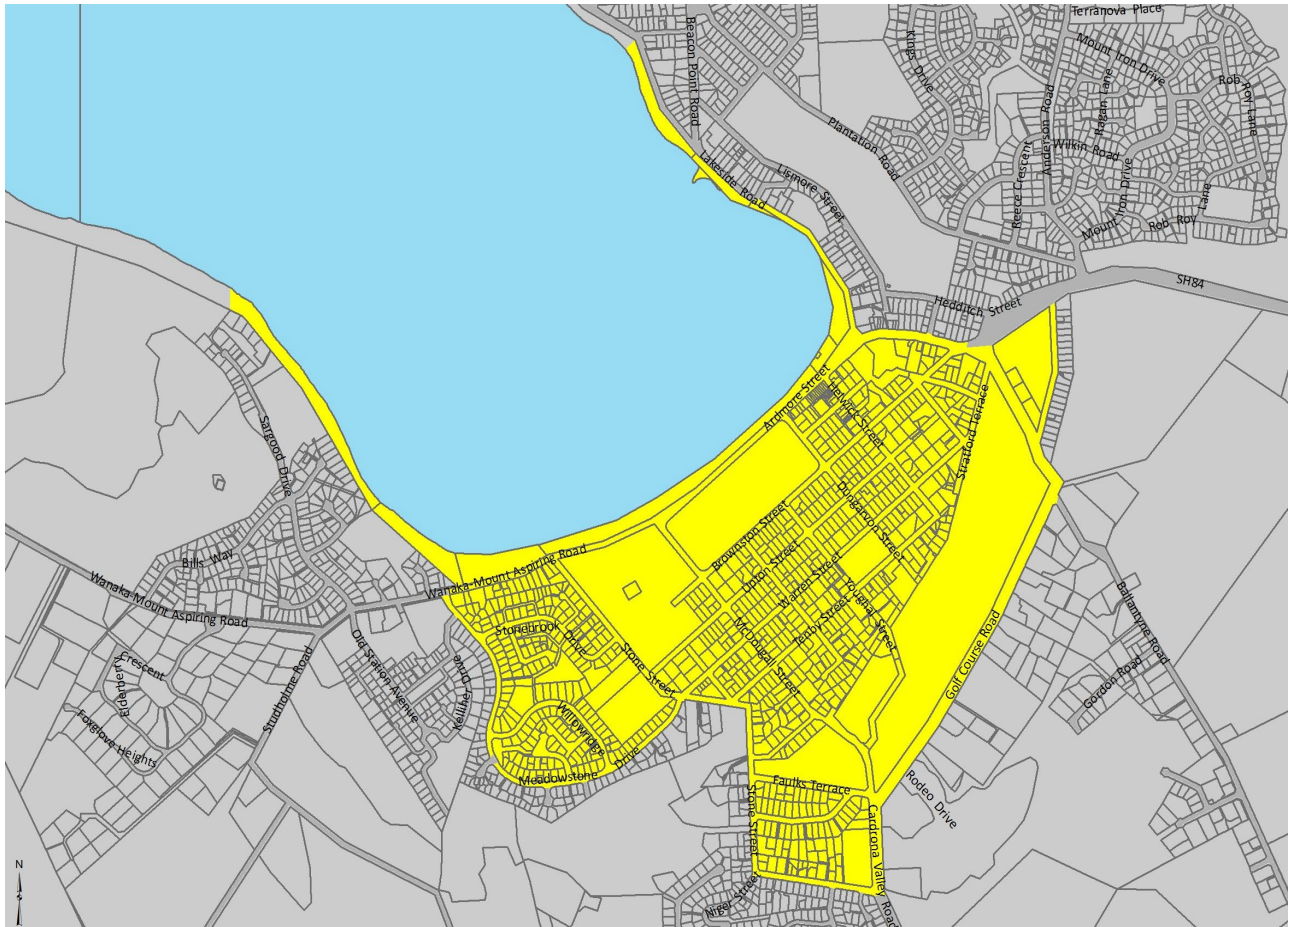 Terranova Place
Beacon Point Road
Kings Drive
Mount Iron Drive
Rob Roy Lane
Ragan Lane
Anderson Road
Plantation Road
Wilkin Road
Lakeside Road
Lismore Street
Reece Crescent
Mount Iron Drive
Rob Roy Lane
SH84
Hedditch Street
Ardmore Street
Helwick Street
Stratford Terrace
Sargood Drive
Dungarvon Street
Brownston Street
Bills Way
Upton Street
Warren Street
Wanaka-Mount Aspiring Road
Wanaka-Mount Aspiring Road
Youghal Street
Tenby Street
Ballantyne Road
Stonebrook Drive
McDougall Street
Golf Course Road
Old Station Avenue
Stone Street
Kelliher Drive
Studholme Road
Elderberry Crescent
Gordon Road
Foxglove Heights
Willowridge
Meadowstone Drive
Faulks Terrace
Rodeo Drive
Stone Street
Cardrona Valley Road
Niger Street
N